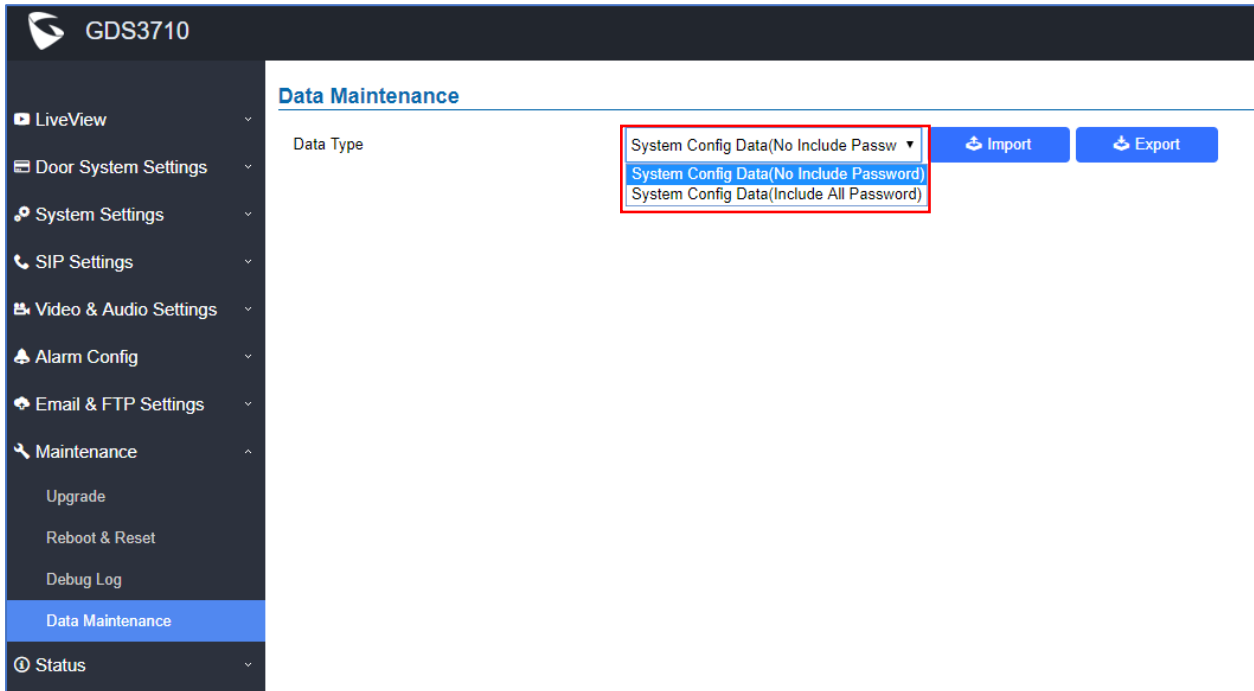 GDS3710
LiveView
Door System Settings
System Settings
SIP Settings
Video & Audio Settings
Alarm Config
Email & FTP Settings
Maintenance
Upgrade
Reboot & Reset
Debug Log
Data Maintenance
Status
Data Maintenance
Data Type
System Config Data(No Include Passw
Import
Export
System Config Data(No Include Password)
System Config Data(Include All Password)